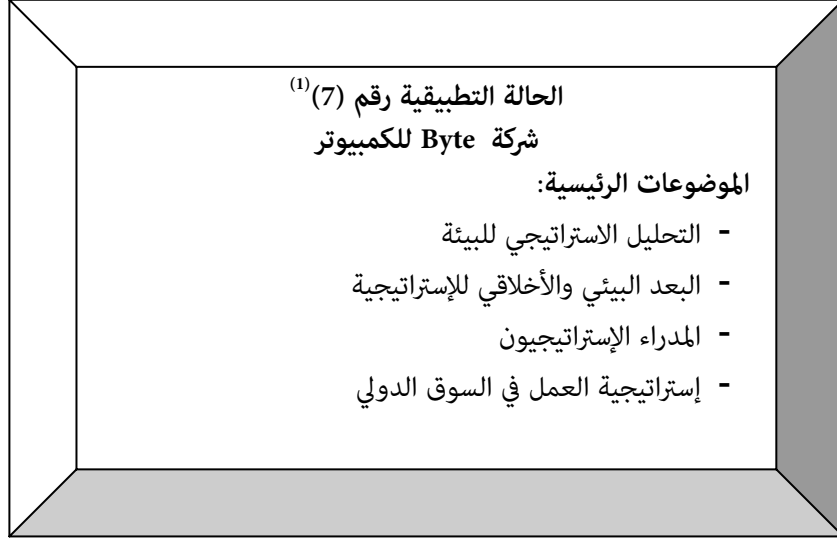 الحالة التطبيقية رقم (7)(1)
شركة Byte للكمبيوتر
الموضوعات الرئيسية:
- التحليل الاستراتيجي للبيئة
- البعد البيئي والأخلاقي للإستراتيجية
- المدراء الإستراتيجيون
- إستراتيجية العمل في السوق الدولي